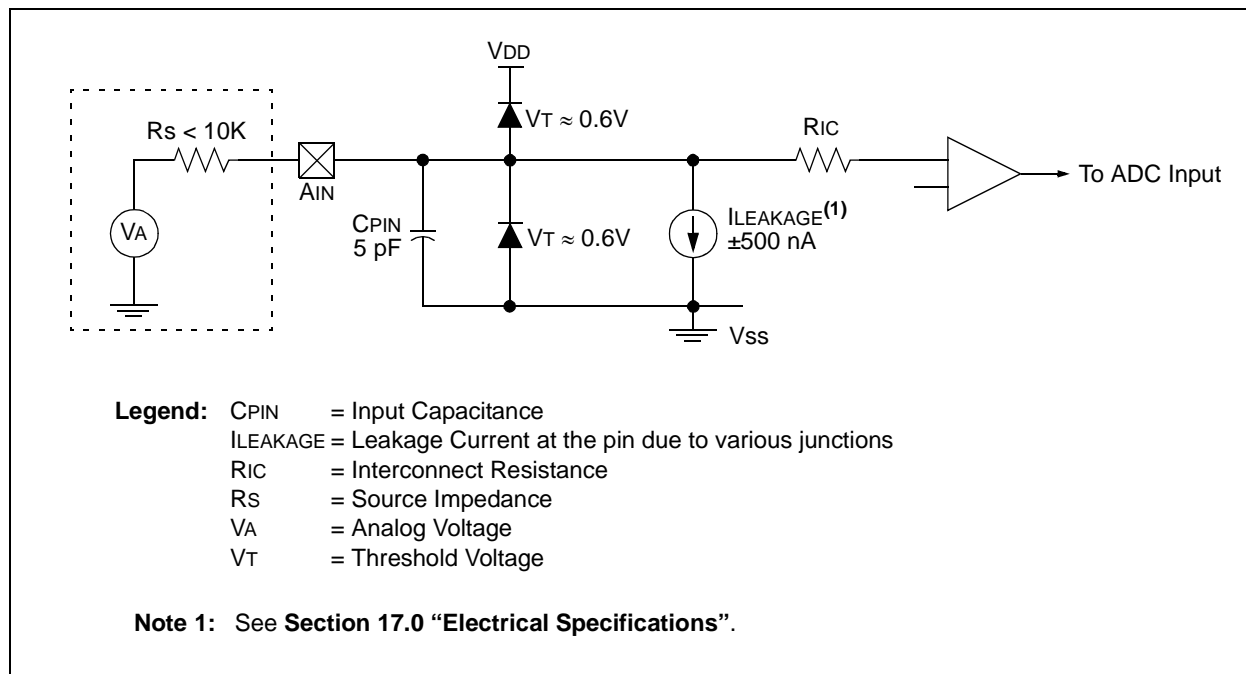 VDD
VT ≈ 0.6V
Rs < 10K
RIC
AIN
To ADC Input
CPIN
5 pF
VT ≈ 0.6V
ILEAKAGE(1)
±500 nA
VA
Vss
Legend: CPIN = Input Capacitance
ILEAKAGE = Leakage Current at the pin due to various junctions
RIC = Interconnect Resistance
RS = Source Impedance
VA = Analog Voltage
VT = Threshold Voltage
Note 1: See Section 17.0 “Electrical Specifications”.